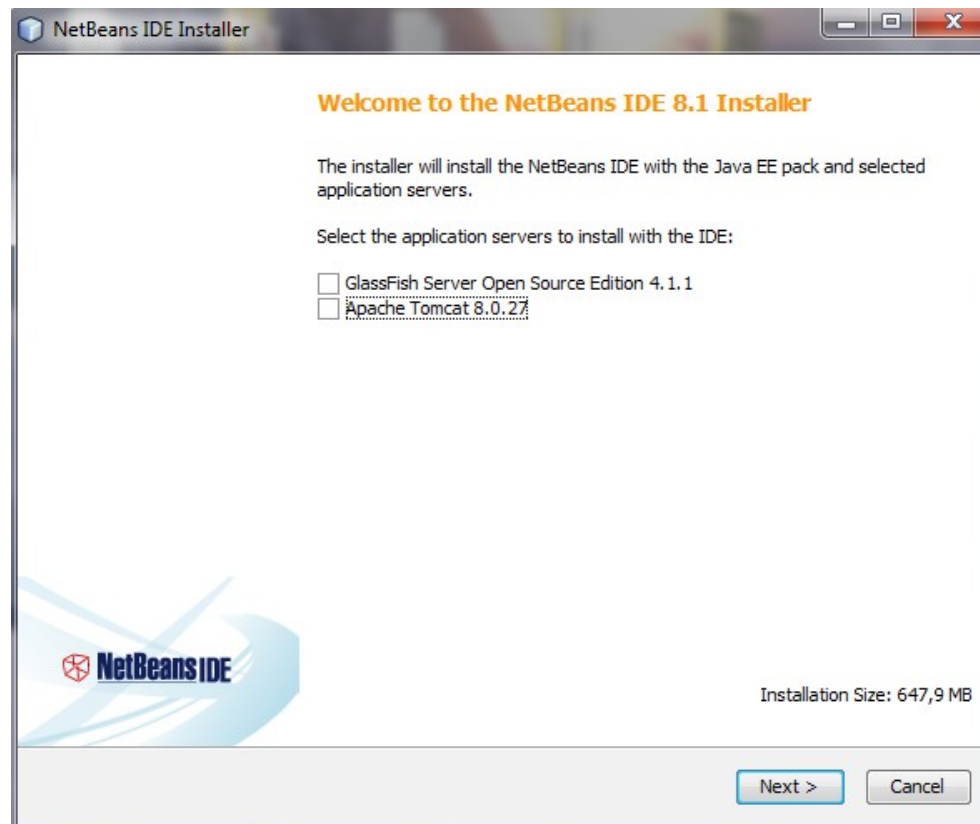 NetBeans IDE Installer
Welcome to the NetBeans IDE 8.1 Installer
The installer will install the NetBeans IDE with the Java EE pack and selected
application servers.
Select the application servers to install with the IDE:
GlassFish Server Open Source Edition 4.1.1
Apache Tomcat 8.0.27
NetBeans IDE
Installation Size: 647,9 MB
Next >
Cancel